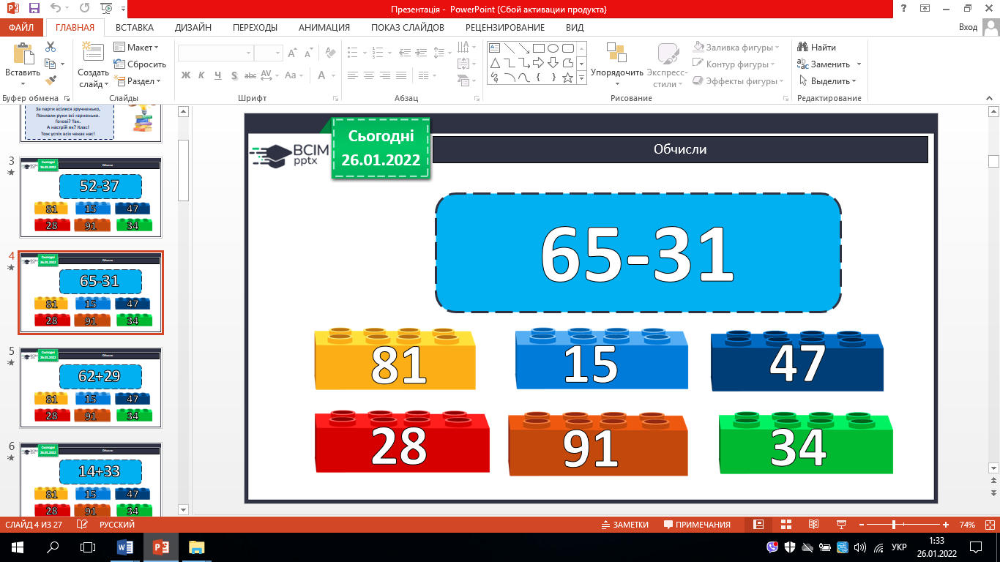 Презентація - PowerPoint (Сбой активации продукта)
ФАЙЛ ГЛАВНАЯ ВСТАВКА ДИЗАЙН ПЕРЕХОДЫ АНИМАЦИЯ ПОКАЗ СЛАЙДОВ РЕЦЕНЗИРОВАНИЕ ВИД Вход
Вставить
Создать слайд
Макет
Сбросить
Раздел
Ж К Ч S abc AV Aa A
Упорядочить
Экспресс-стили
Заливка фигуры
Контур фигуры
Эффекты фигуры
Найти
Заменить
Выделить
Буфер обмена Слайды Шрифт Абзац Рисование Редактирование
За парти всілися зручненько,
Поклали руки всі гарненько.
Готові? Так.
А настрій як? Клас!
Тож успіх всіх чекає нас!
3
Сьогодні
26.01.2022
Обчисли
52-37
81 15 47
28 91 34
4
Сьогодні
26.01.2022
Обчисли
65-31
81 15 47
28 91 34
5
Сьогодні
26.01.2022
Обчисли
62+29
81 15 47
28 91 34
6
Сьогодні
26.01.2022
Обчисли
14+33
81 15 47
28 91 34
ВСІМ
pptx
Сьогодні
26.01.2022
Обчисли
65-31
81 15 47
28 91 34
СЛАЙД 4 ИЗ 27 РУССКИЙ ЗАМЕТКИ ПРИМЕЧАНИЯ 74%
УКР
1:33
26.01.2022